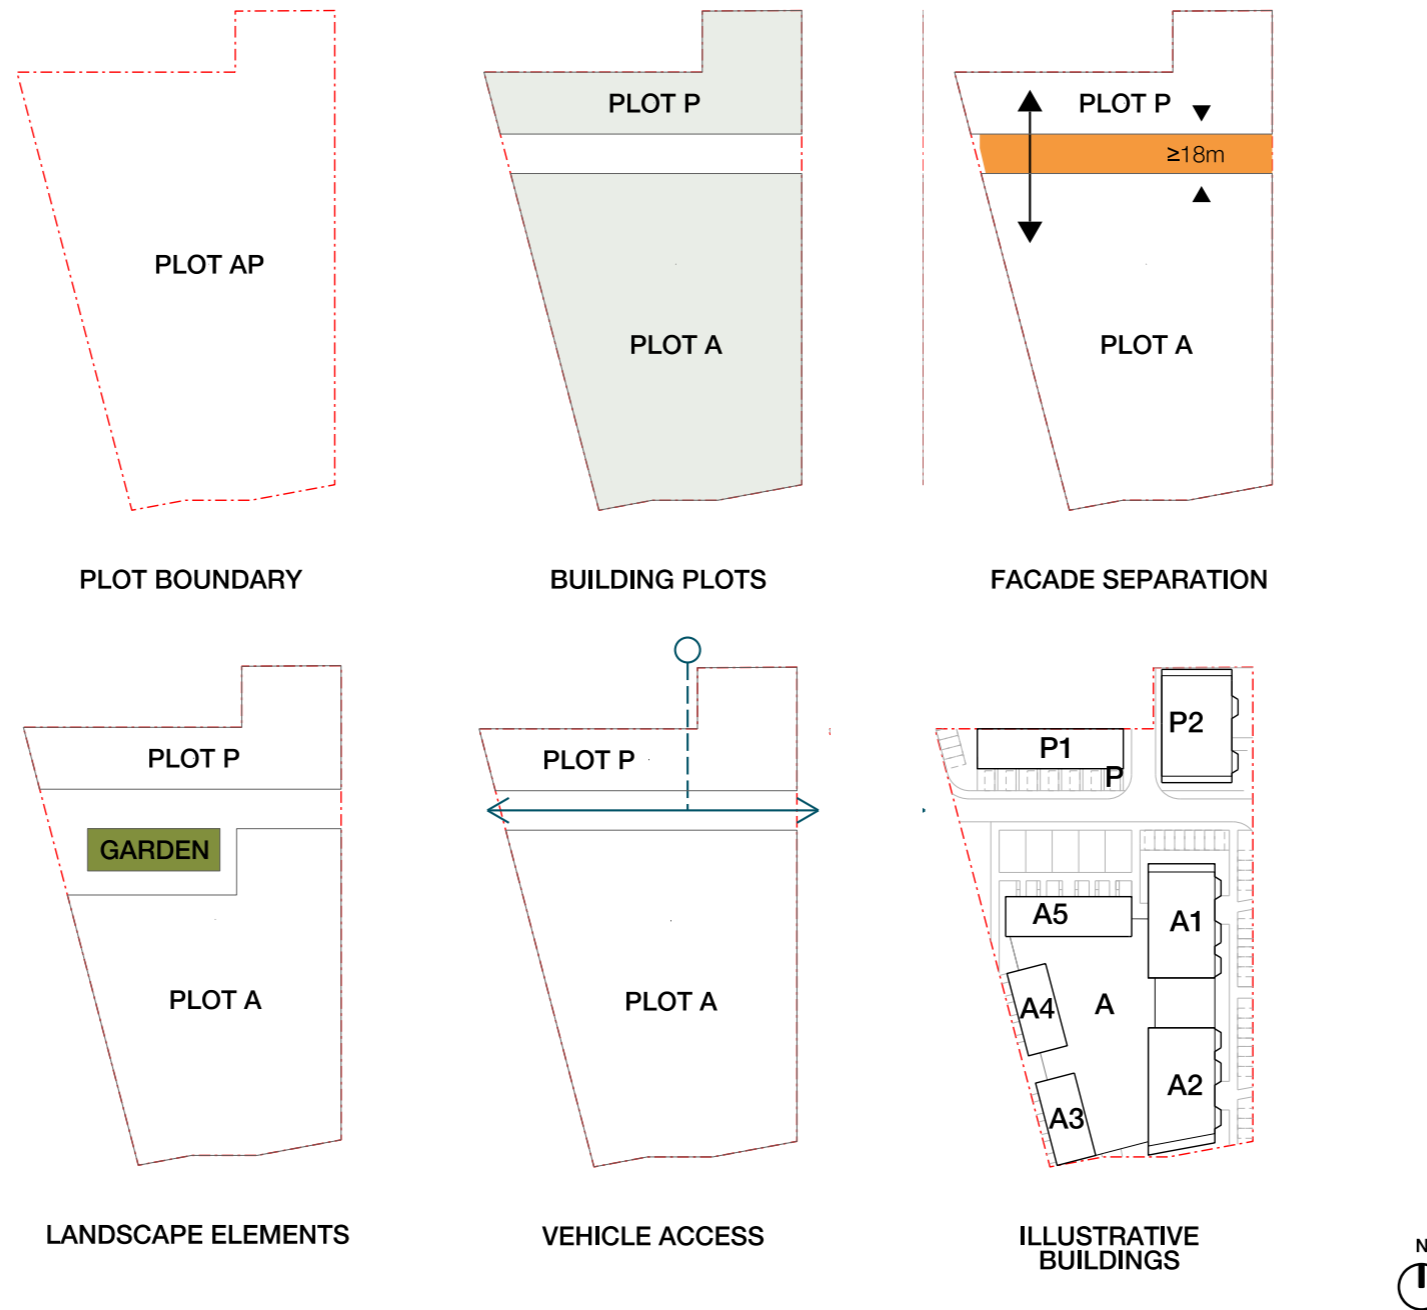 PLOT AP
PLOT BOUNDARY
PLOT P
PLOT A
BUILDING PLOTS
PLOT P
≥18m
PLOT A
FACADE SEPARATION
PLOT P
GARDEN
PLOT A
LANDSCAPE ELEMENTS
PLOT P
PLOT A
VEHICLE ACCESS
P2
P1
P
A5
A1
A4
A
A2
A3
ILLUSTRATIVE
BUILDINGS
N